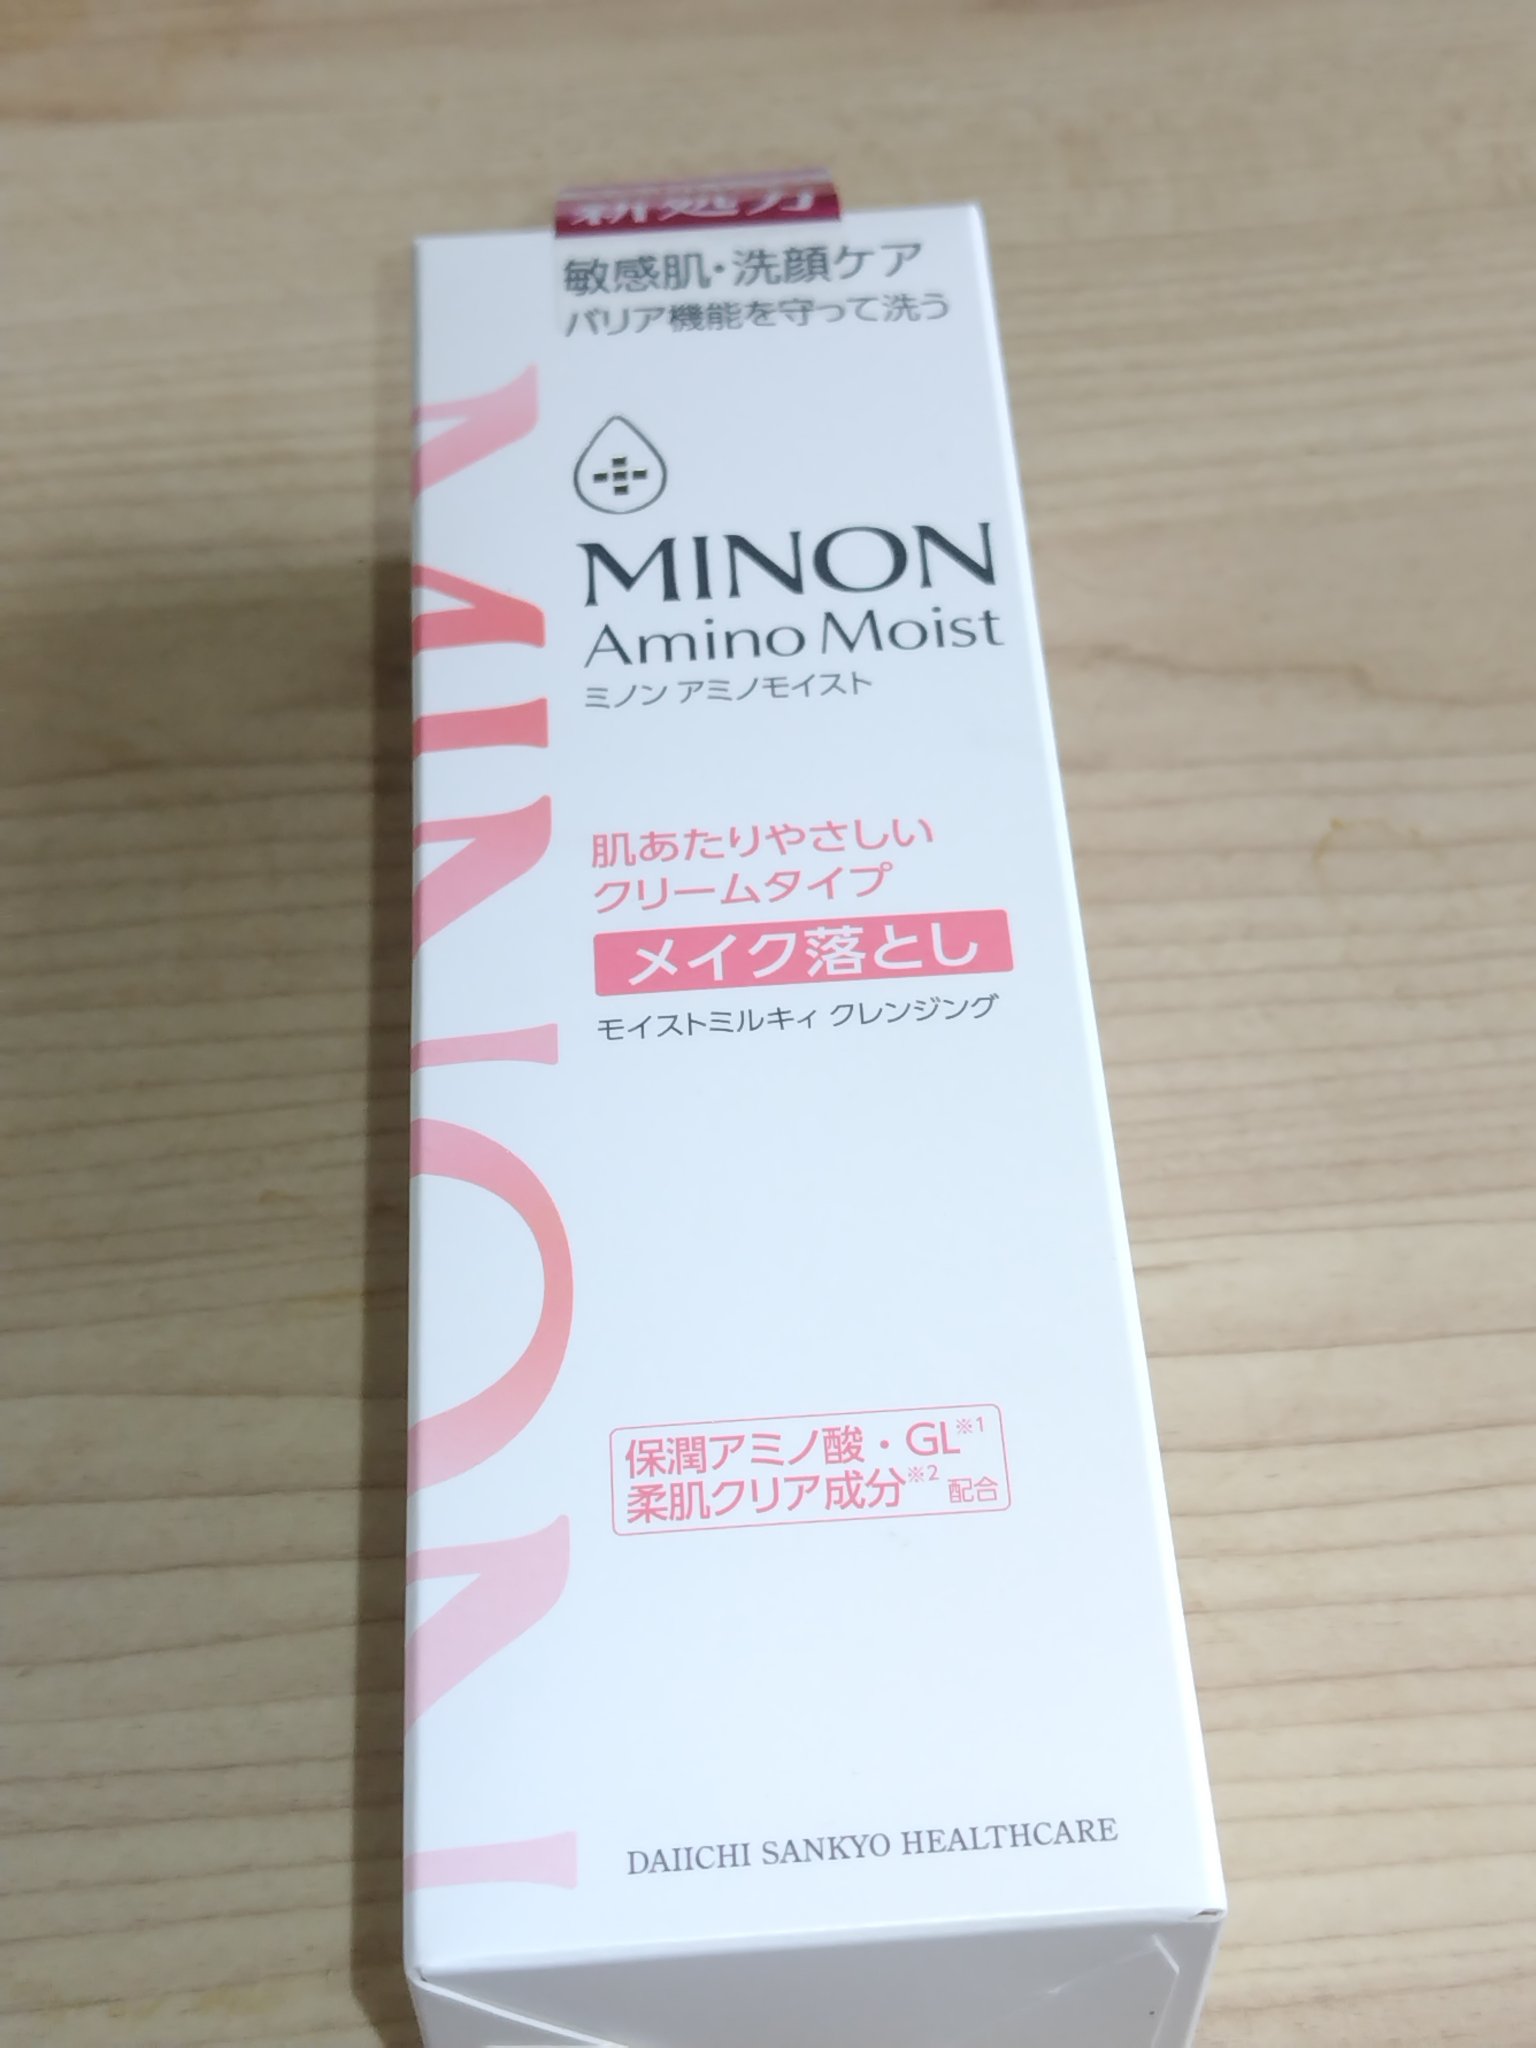 新処方
敏感肌・洗顔ケア
バリア機能を守って洗う
MINON
MINON
Amino Moist
ミノン アミノモイスト
肌あたりやさしい
クリームタイプ
メイク落とし
モイストミルキィ クレンジング
保潤アミノ酸・GL※1
柔肌クリア成分※2 配合
DAIICHI SANKYO HEALTHCARE